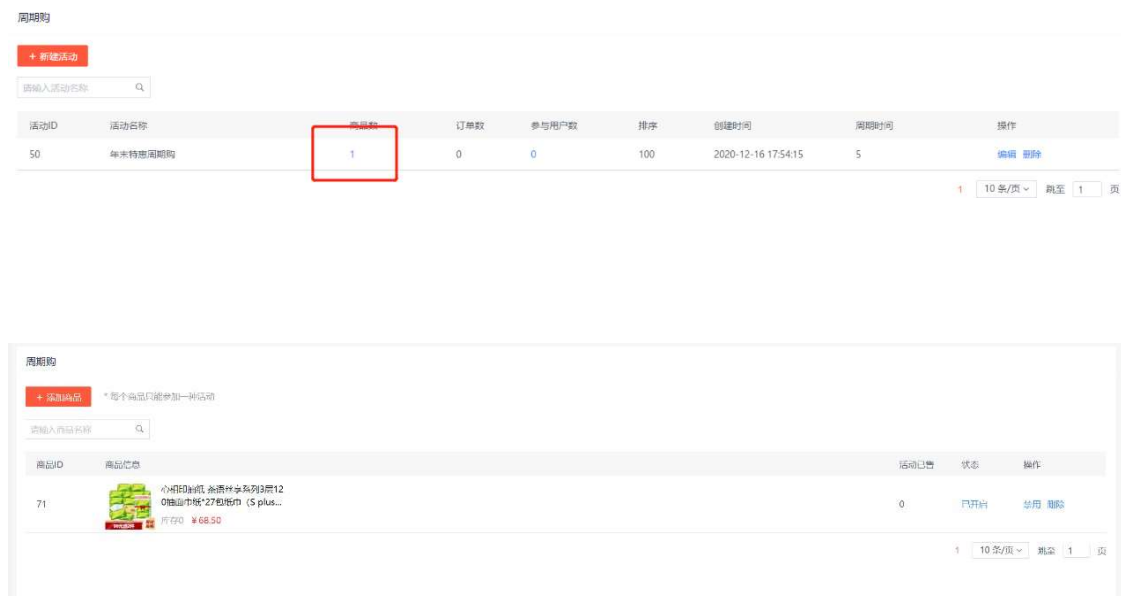 周期购
+ 新建活动
请输入活动名称
活动ID 活动名称 商品数 订单数 参与用户数 排序 创建时间 周期时间 操作
50 年末特惠周期购 1 0 0 100 2020-12-16 17:54:15 5 编辑 删除
1 10 条/页 跳至 1 页
周期购
+ 添加商品 * 每个商品只能参加一种活动
请输入商品名称
商品ID 商品信息 活动已售 状态 操作
心相印抽纸 茶语丝享系列3层12
71 0抽面巾纸*27包纸巾（S plus... 0 已开启 禁用 删除
库存0 ￥68.50
1 10 条/页 跳至 1 页